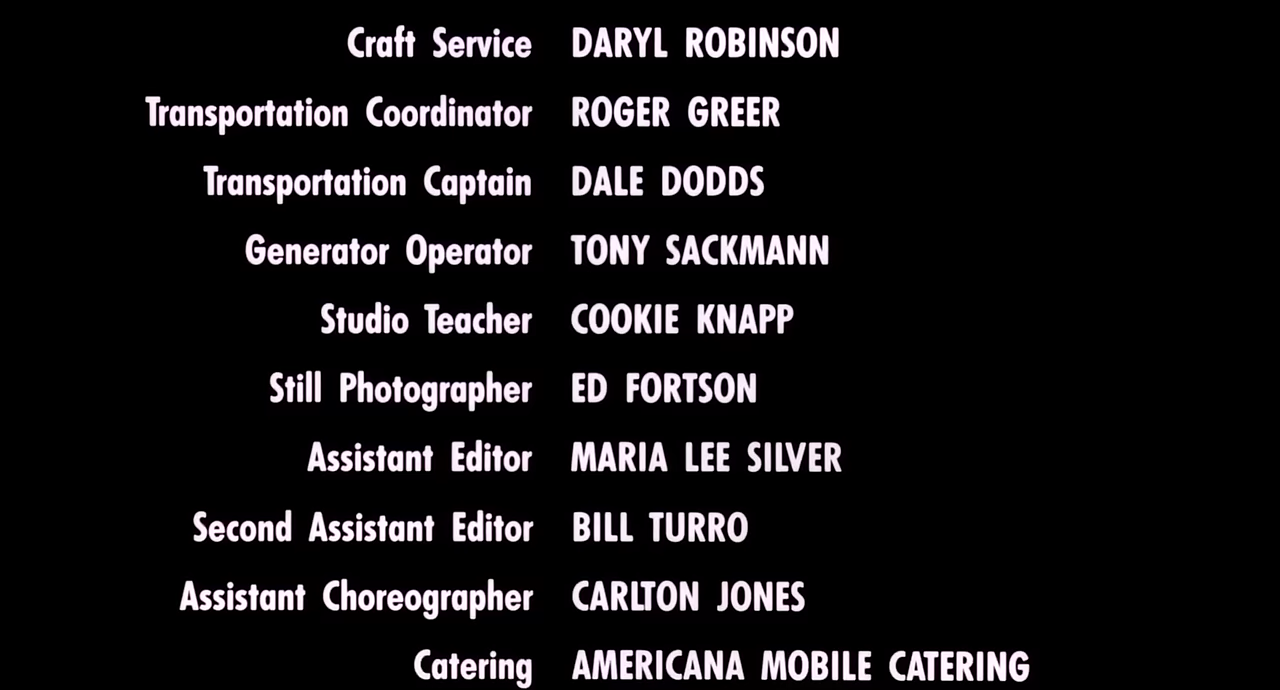 Craft Service DARYL ROBINSON
Transportation Coordinator ROGER GREER
Transportation Captain DALE DODDS
Generator Operator TONY SACKMANN
Studio Teacher COOKIE KNAPP
Still Photographer ED FORTSON
Assistant Editor MARIA LEE SILVER
Second Assistant Editor BILL TURRO
Assistant Choreographer CARLTON JONES
Catering AMERICANA MOBILE CATERING